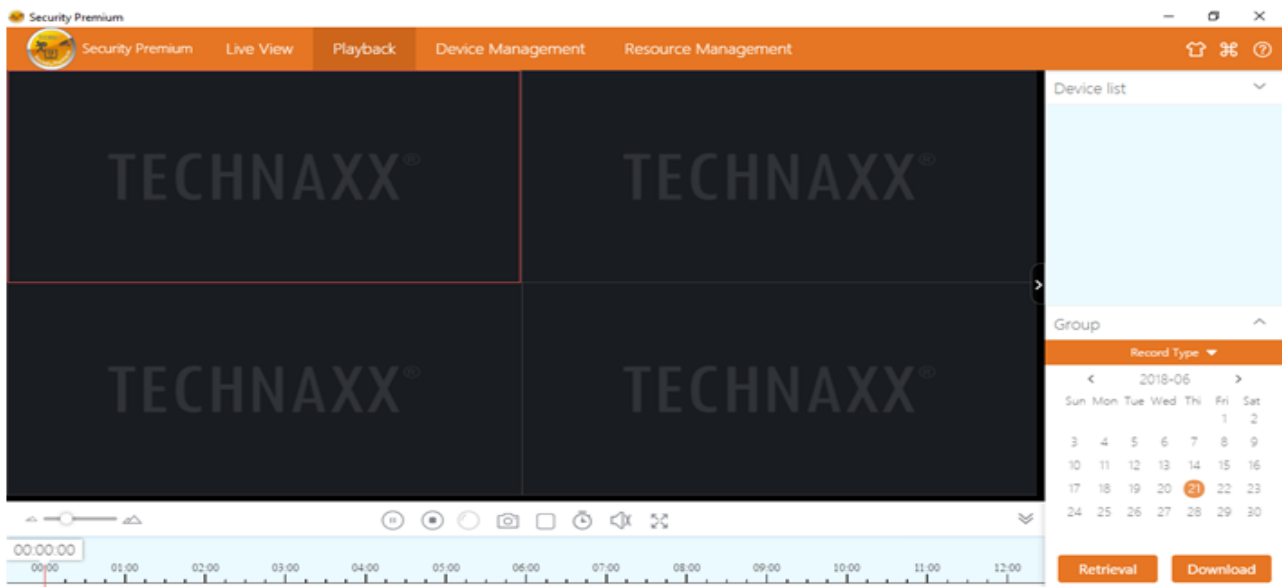 Security Premium
Security Premium Live View Playback Device Management Resource Management
Device list
TECHNAXX® TECHNAXX®
Group
Record Type
TECHNAXX® TECHNAXX®
< 2018-06 >
Sun Mon Tue Wed Thi Fri Sat
1 2
3 4 5 6 7 8 9
10 11 12 13 14 15 16
17 18 19 20 21 22 23
24 25 26 27 28 29 30
00:00:00
00:00 01:00 02:00 03:00 04:00 05:00 06:00 07:00 08:00 09:00 10:00 11:00 12:00
Retrieval Download